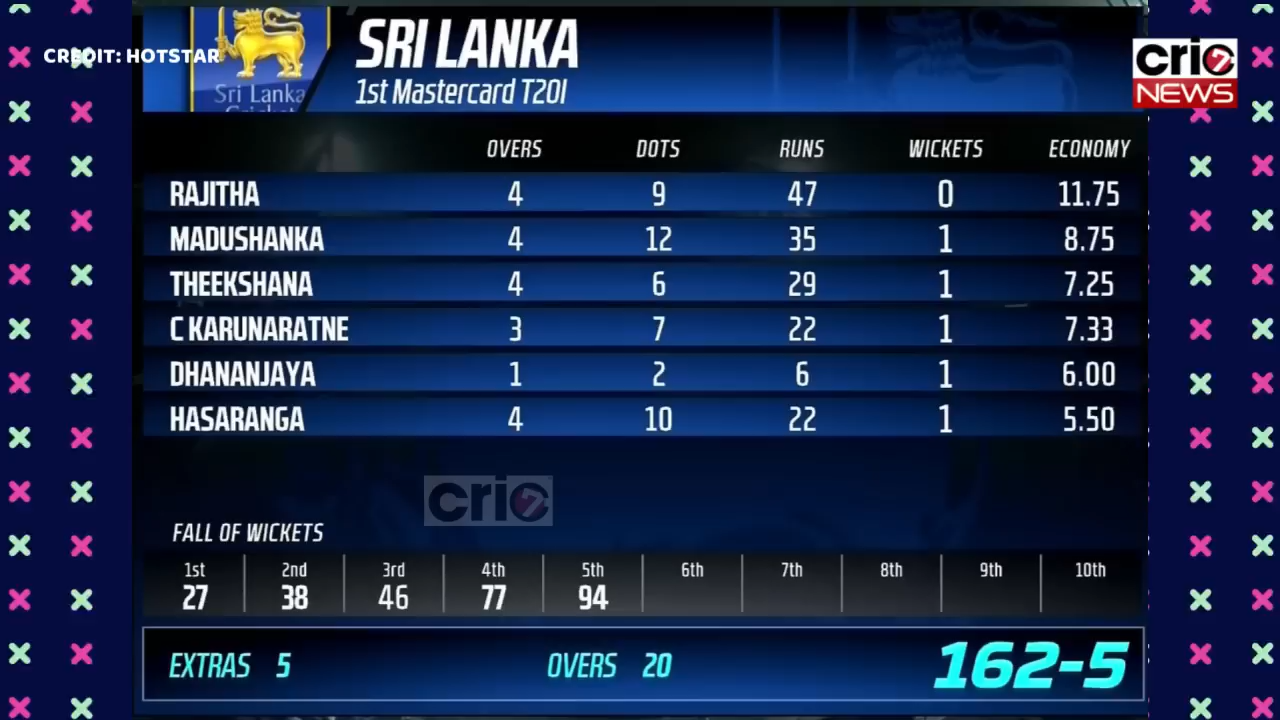 CREDIT: HOTSTAR
Sri Lanka
Cricket
SRI LANKA
1st Mastercard T20I
cric7
NEWS
OVERS DOTS RUNS WICKETS ECONOMY
RAJITHA 4 9 47 0 11.75
MADUSHANKA 4 12 35 1 8.75
THEEKSHANA 4 6 29 1 7.25
C KARUNARATNE 3 7 22 1 7.33
DHANANJAYA 1 2 6 1 6.00
HASARANGA 4 10 22 1 5.50
cric7
FALL OF WICKETS
1st 2nd 3rd 4th 5th 6th 7th 8th 9th 10th
27 38 46 77 94
EXTRAS 5 OVERS 20 162-5